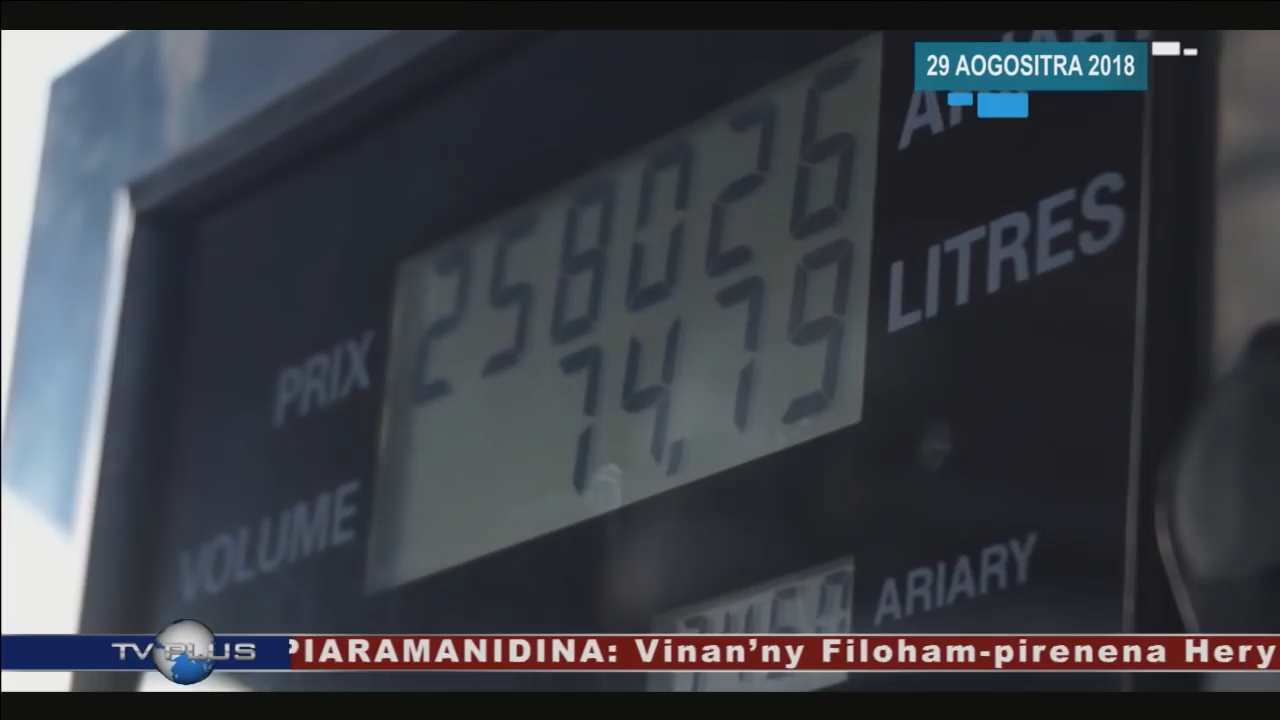 29 AOGOSITRA 2018
PRIX
258026
VOLUME
74,79
LITRES
ARIARY
TV PLUS
PIARAMANIDINA: Vinan’ny Filoham-pirenena Hery